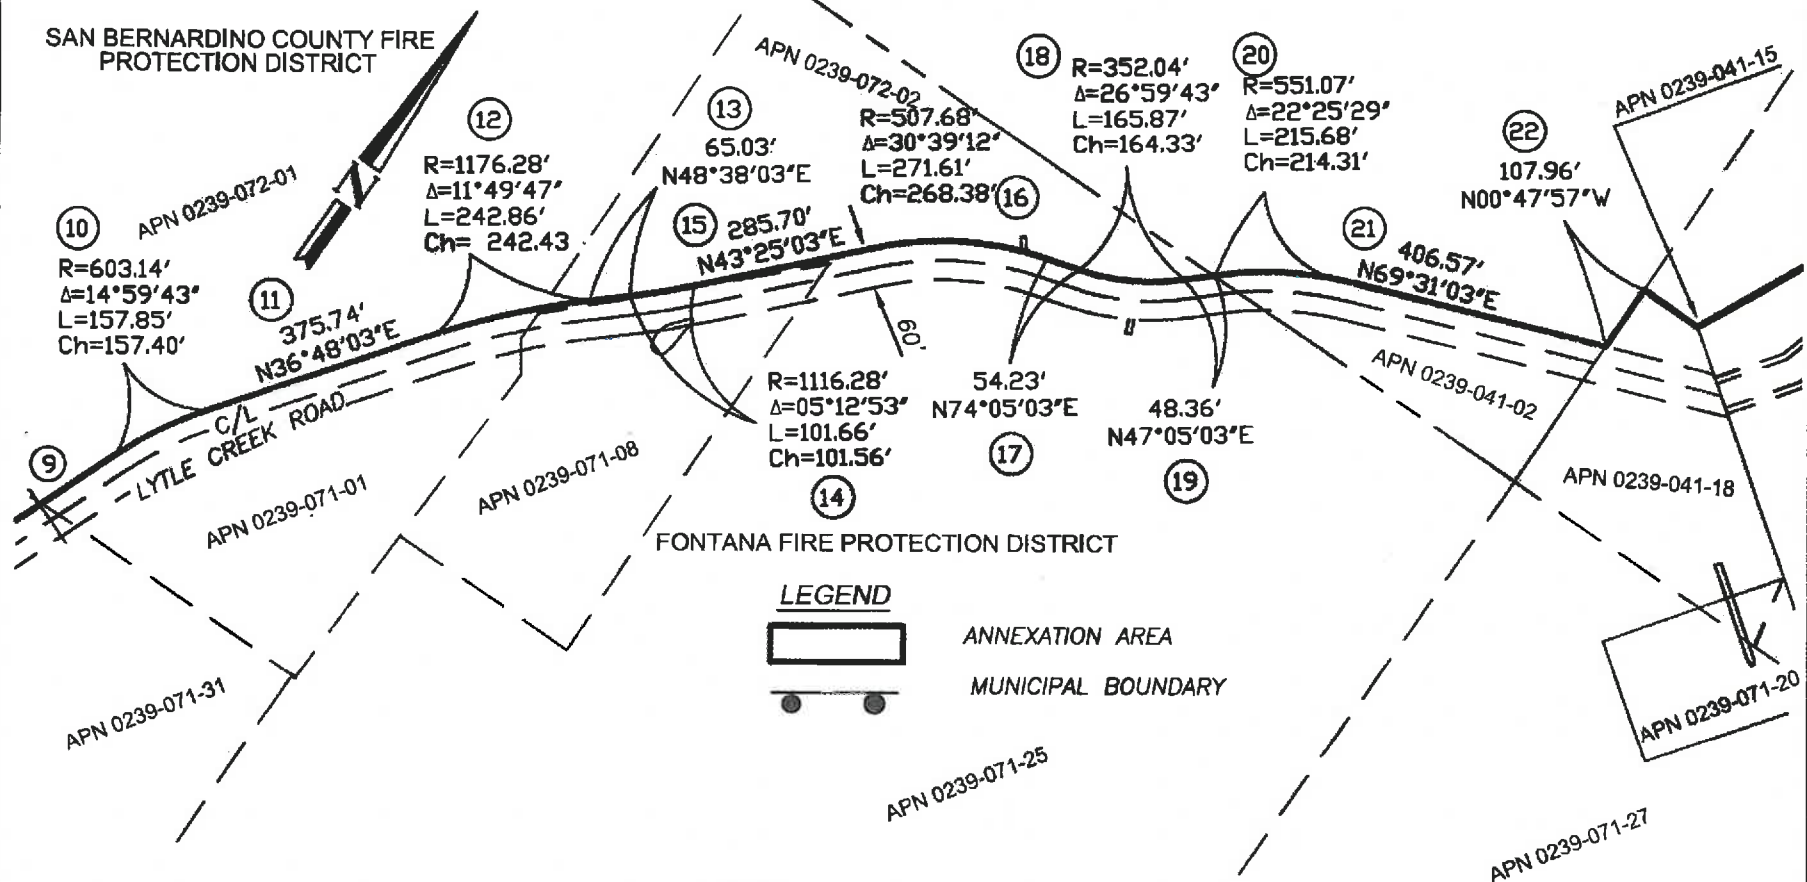 SAN BERNARDINO COUNTY FIRE
PROTECTION DISTRICT
N
APN 0239-072-01
APN 0239-072-02
APN 0239-041-15
10
R=603.14'
Δ=14°59'43"
L=157.85'
Ch=157.40'
11
375.74'
N36°48'03"E
12
R=1176.28'
Δ=11°49'47"
L=242.86'
Ch= 242.43
13
65.03'
N48°38'03"E
15
285.70'
N43°25'03"E
R=507.68'
Δ=30°39'12"
L=271.61'
Ch=268.38'
16
18
R=352.04'
Δ=26°59'43"
L=165.87'
Ch=164.33'
20
R=551.07'
Δ=22°25'29"
L=215.68'
Ch=214.31'
21
406.57'
N69°31'03"E
22
107.96'
N00°47'57"W
9
C/L
LYTLE CREEK ROAD
60'
R=1116.28'
Δ=05°12'53"
L=101.66'
Ch=101.56'
14
54.23'
N74°05'03"E
17
48.36'
N47°05'03"E
19
APN 0239-041-02
APN 0239-041-18
APN 0239-071-01
APN 0239-071-08
FONTANA FIRE PROTECTION DISTRICT
LEGEND
ANNEXATION AREA
MUNICIPAL BOUNDARY
APN 0239-071-31
APN 0239-071-25
APN 0239-071-20
APN 0239-071-27